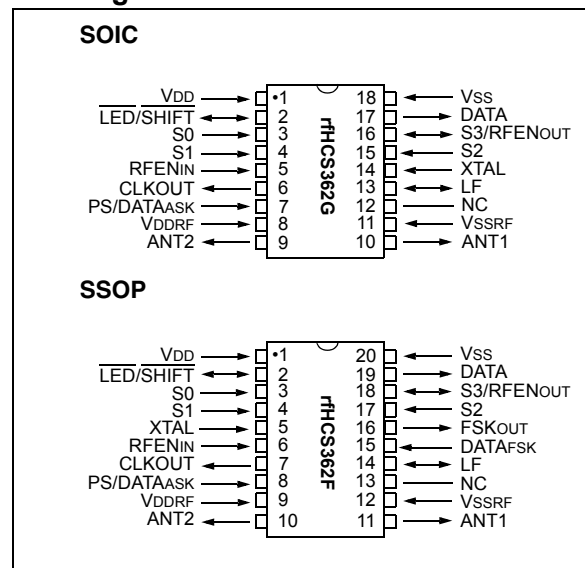 SOIC
VDD 1 18 VSS
LED/SHIFT 2 17 DATA
S0 3 16 S3/RFENOUT
S1 4 15 S2
RFENIN 5 14 XTAL
CLKOUT 6 13 LF
PS/DATAASK 7 12 NC
VDDRF 8 11 VSSRF
ANT2 9 10 ANT1
rfHCS362G
SSOP
VDD 1 20 VSS
LED/SHIFT 2 19 DATA
S0 3 18 S3/RFENOUT
S1 4 17 S2
XTAL 5 16 FSKOUT
RFENIN 6 15 DATAFSK
CLKOUT 7 14 LF
PS/DATAASK 8 13 NC
VDDRF 9 12 VSSRF
ANT2 10 11 ANT1
rfHCS362F